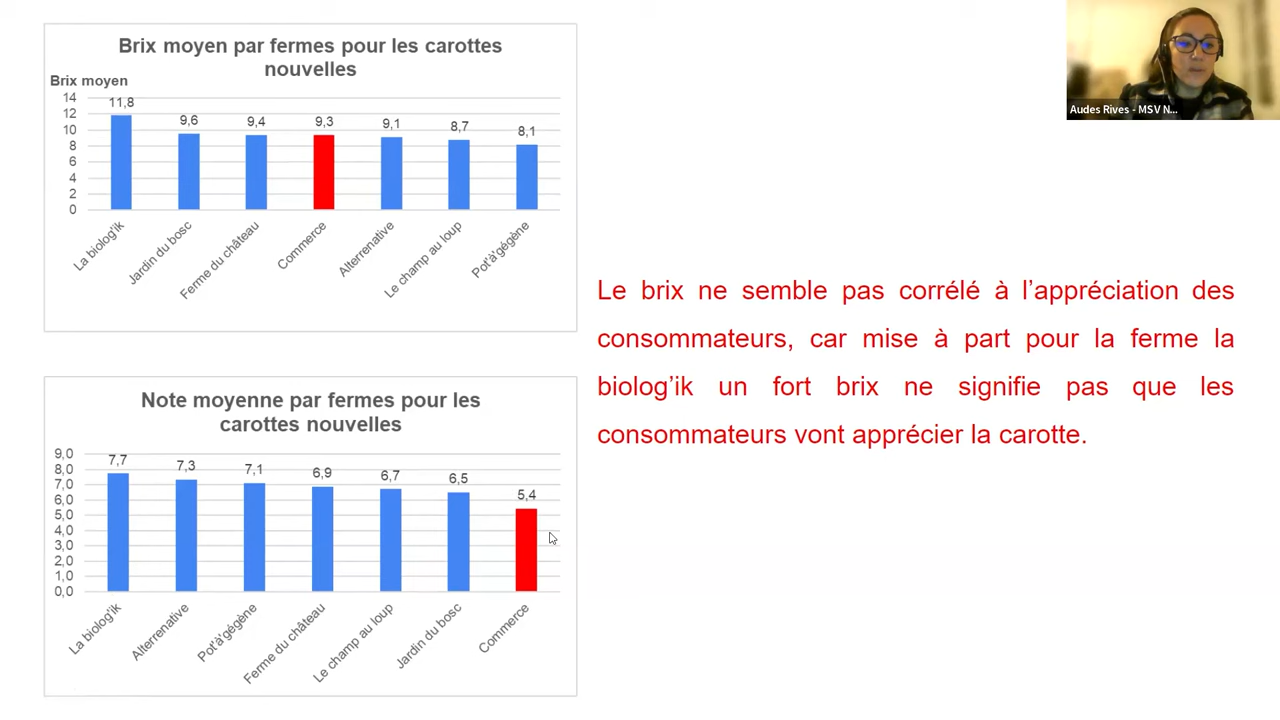 Brix moyen par fermes pour les carottes
nouvelles
Brix moyen
14
12
10
8
6
4
2
0
11,8
9,6
9,4
9,3
9,1
8,7
8,1
La biolog'ik
Jardin du bosc
Ferme du château
Commerce
Alterrenative
Le champ au loup
Pot'à'gégène
Note moyenne par fermes pour les
carottes nouvelles
9,0
8,0
7,0
6,0
5,0
4,0
3,0
2,0
1,0
0,0
7,7
7,3
7,1
6,9
6,7
6,5
5,4
La biolog'ik
Alterrenative
Pot'à'gégène
Ferme du château
Le champ au loup
Jardin du bosc
Commerce
Le brix ne semble pas corrélé à l’appréciation des
consommateurs, car mise à part pour la ferme la
biolog’ik un fort brix ne signifie pas que les
consommateurs vont apprécier la carotte.
Audes Rives - MSV N...